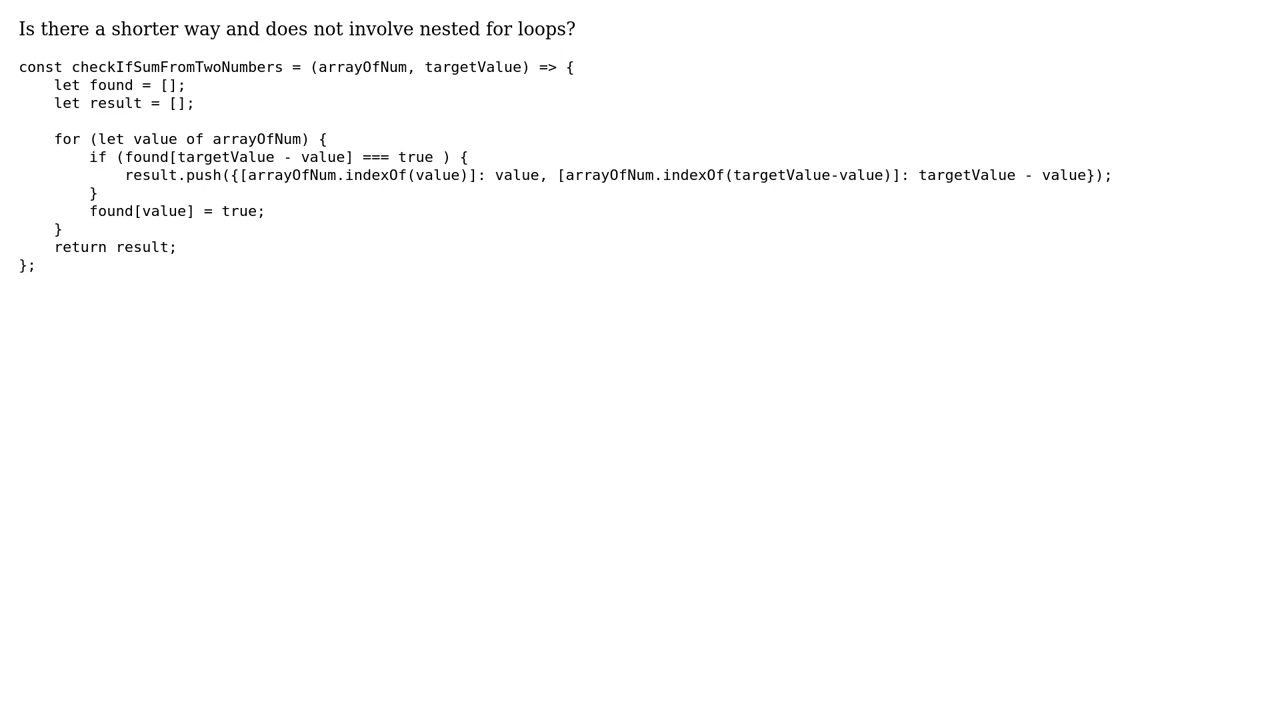 Is there a shorter way and does not involve nested for loops?
const checkIfSumFromTwoNumbers = (arrayOfNum, targetValue) => {
    let found = [];
    let result = [];

    for (let value of arrayOfNum) {
        if (found[targetValue - value] === true ) {
            result.push({[arrayOfNum.indexOf(value)]: value, [arrayOfNum.indexOf(targetValue-value)]: targetValue - value});
        }
        found[value] = true;
    }
    return result;
};